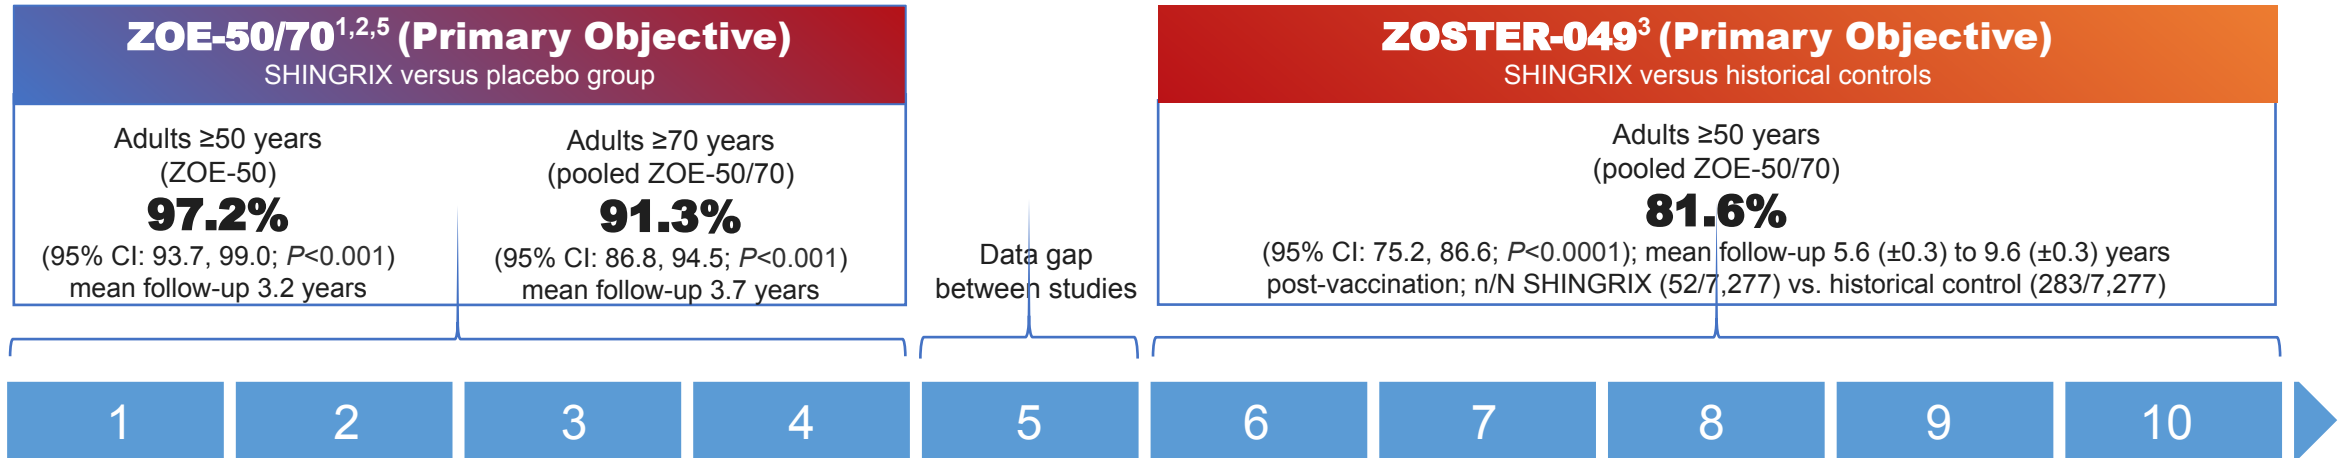 ZOE-50/701,2,5 (Primary Objective)
SHINGRIX versus placebo group
Adults ≥50 years
(ZOE-50)
97.2%
(95% CI: 93.7, 99.0; P<0.001)
mean follow-up 3.2 years
Adults ≥70 years
(pooled ZOE-50/70)
91.3%
(95% CI: 86.8, 94.5; P<0.001)
mean follow-up 3.7 years
Data gap
between studies
ZOSTER-0493 (Primary Objective)
SHINGRIX versus historical controls
Adults ≥50 years
(pooled ZOE-50/70)
81.6%
(95% CI: 75.2, 86.6; P<0.0001); mean follow-up 5.6 (±0.3) to 9.6 (±0.3) years
post-vaccination; n/N SHINGRIX (52/7,277) vs. historical control (283/7,277)
1 2 3 4 5 6 7 8 9 10